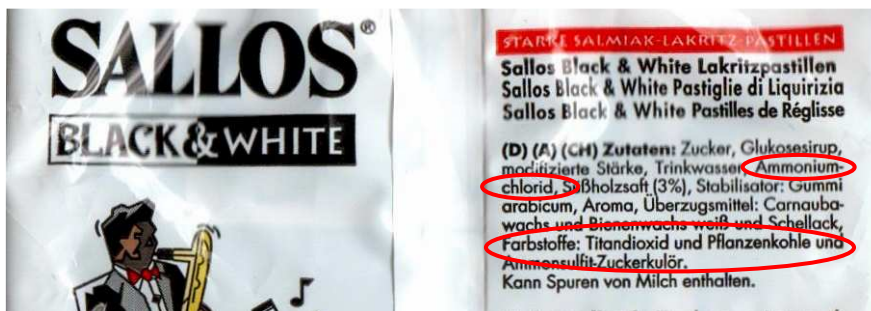 SALLOS®
BLACK & WHITE
STARKE SALMIAK-LAKRITZ-PASTILLEN
Sallos Black & White Lakritzpastillen
Sallos Black & White Pastiglie di Liquirizia
Sallos Black & White Pastilles de Réglisse
(D) (A) (CH) Zutaten: Zucker, Glukosesirup,
modifizierte Stärke, Trinkwasser, Ammonium-
chlorid, Süßholzsaft (3%), Stabilisator: Gummi
arabicum, Aroma, Überzugsmittel: Carnauba-
wachs und Bienenwachs weiß und Schellack,
Farbstoffe: Titandioxid und Pflanzenkohle und
Ammonsulfit-Zuckerkulör.
Kann Spuren von Milch enthalten.